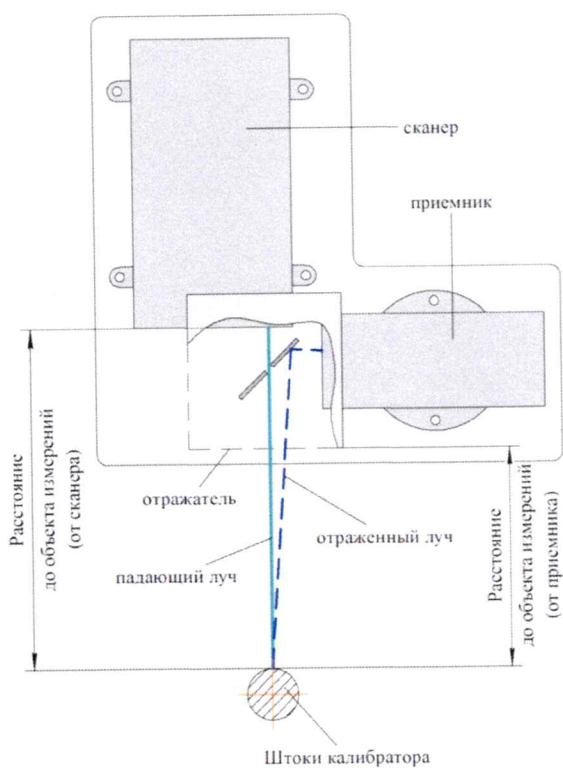 сканер
приемник
отражатель
отраженный луч
падающий луч
Расстояние
до объекта измерений
(от сканера)
Расстояние
до объекта измерений
(от приемника)
Штоки калибратора